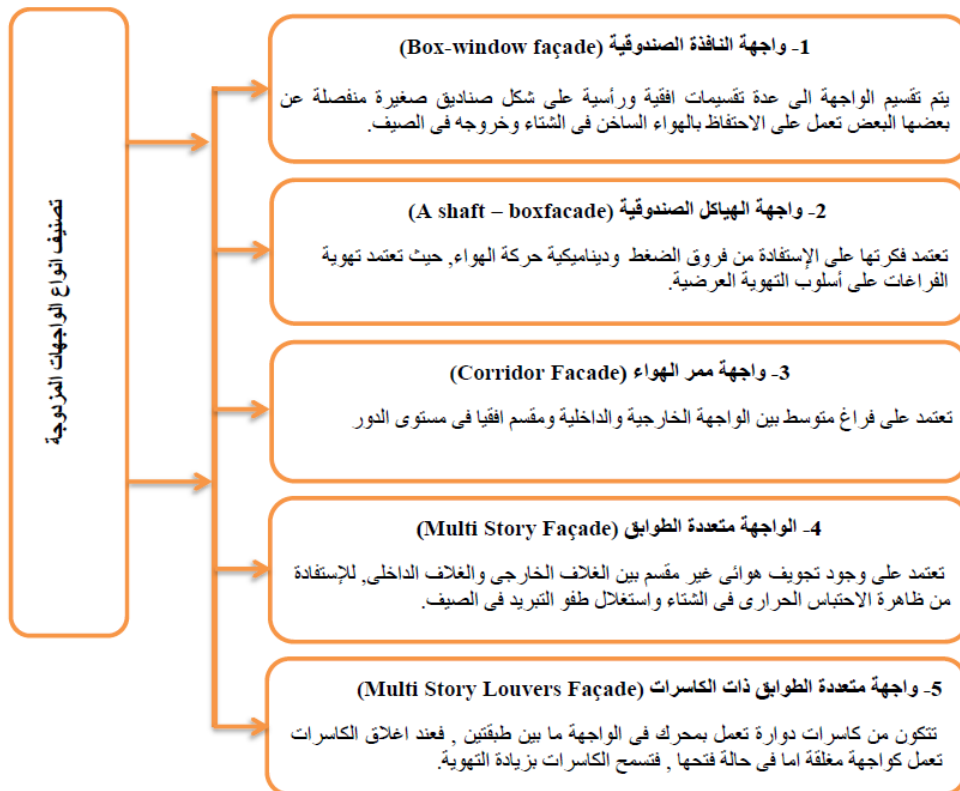 تصنيف انواع الواجهات المزدوجة
1- واجهة النافذة الصندوقية (Box-window façade)
يتم تقسيم الواجهة الى عدة تقسيمات افقية ورأسية على شكل صناديق صغيرة منفصلة عن
بعضها البعض تعمل على الاحتفاظ بالهواء الساخن فى الشتاء وخروجه فى الصيف.
2- واجهة الهياكل الصندوقية (A shaft – boxfacade)
تعتمد فكرتها على الإستفادة من فروق الضغط وديناميكية حركة الهواء, حيث تعتمد تهوية
الفراغات على أسلوب التهوية العرضية.
3- واجهة ممر الهواء (Corridor Facade)
تعتمد على فراغ متوسط بين الواجهة الخارجية والداخلية ومقسم افقيا فى مستوى الدور
4- الواجهة متعددة الطوابق (Multi Story Façade)
تعتمد على وجود تجويف هوائى غير مقسم بين الغلاف الخارجى والغلاف الداخلى, للإستفادة
من ظاهرة الاحتباس الحرارى فى الشتاء واستغلال طفو التبريد فى الصيف.
5- واجهة متعددة الطوابق ذات الكاسرات (Multi Story Louvers Façade)
تتكون من كاسرات دوارة تعمل بمحرك فى الواجهة ما بين طبقتين , فعند اغلاق الكاسرات
تعمل كواجهة مغلقة اما فى حالة فتحها , فتسمح الكاسرات بزيادة التهوية.